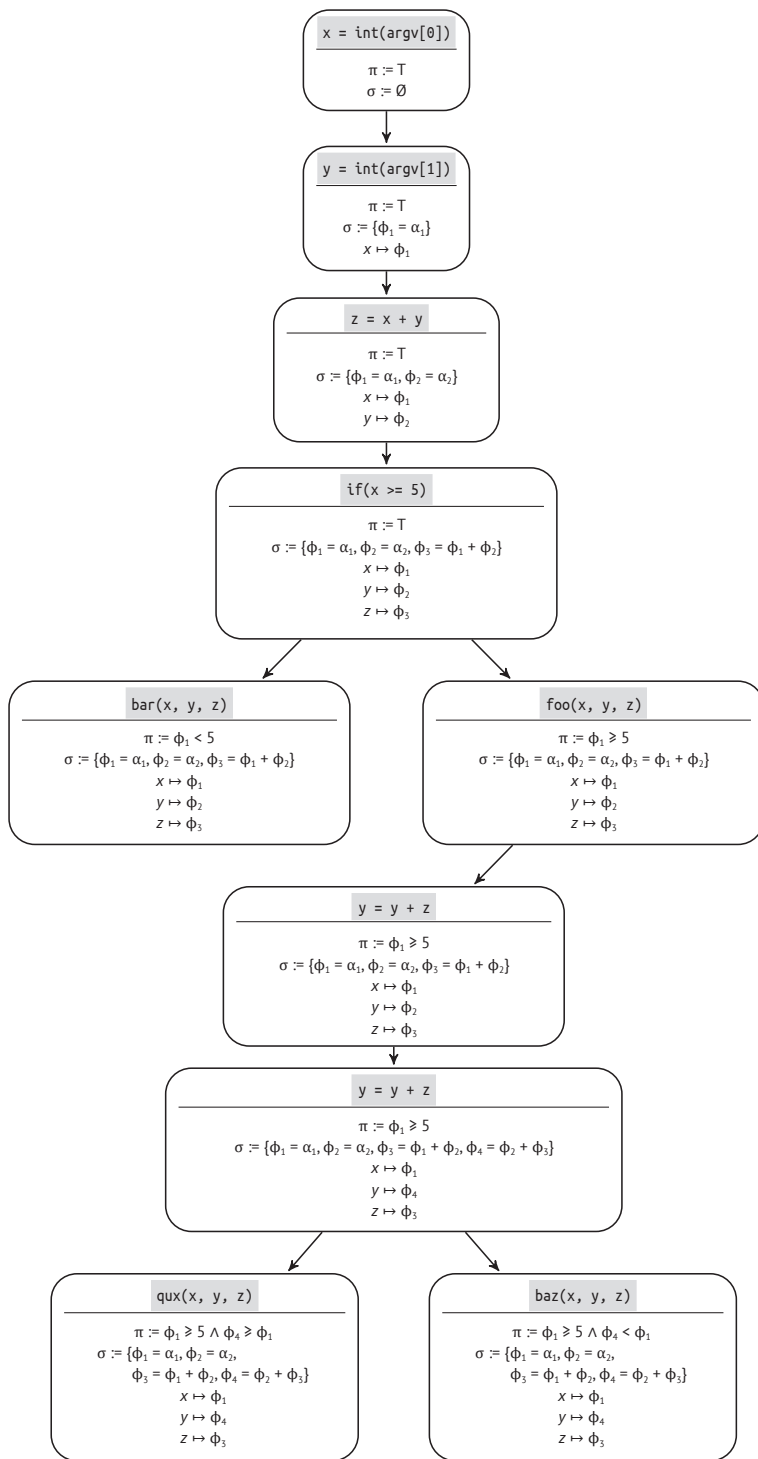 x = int(argv[0])
π := T
σ := Ø
y = int(argv[1])
π := T
σ := {ϕ₁ = α₁}
x ↦ ϕ₁
z = x + y
π := T
σ := {ϕ₁ = α₁, ϕ₂ = α₂}
x ↦ ϕ₁
y ↦ ϕ₂
if(x >= 5)
π := T
σ := {ϕ₁ = α₁, ϕ₂ = α₂, ϕ₃ = ϕ₁ + ϕ₂}
x ↦ ϕ₁
y ↦ ϕ₂
z ↦ ϕ₃
bar(x, y, z)
π := ϕ₁ < 5
σ := {ϕ₁ = α₁, ϕ₂ = α₂, ϕ₃ = ϕ₁ + ϕ₂}
x ↦ ϕ₁
y ↦ ϕ₂
z ↦ ϕ₃
foo(x, y, z)
π := ϕ₁ ⩾ 5
σ := {ϕ₁ = α₁, ϕ₂ = α₂, ϕ₃ = ϕ₁ + ϕ₂}
x ↦ ϕ₁
y ↦ ϕ₂
z ↦ ϕ₃
y = y + z
π := ϕ₁ ⩾ 5
σ := {ϕ₁ = α₁, ϕ₂ = α₂, ϕ₃ = ϕ₁ + ϕ₂}
x ↦ ϕ₁
y ↦ ϕ₂
z ↦ ϕ₃
y = y + z
π := ϕ₁ ⩾ 5
σ := {ϕ₁ = α₁, ϕ₂ = α₂, ϕ₃ = ϕ₁ + ϕ₂, ϕ₄ = ϕ₂ + ϕ₃}
x ↦ ϕ₁
y ↦ ϕ₄
z ↦ ϕ₃
qux(x, y, z)
π := ϕ₁ ⩾ 5 ∧ ϕ₄ ⩾ ϕ₁
σ := {ϕ₁ = α₁, ϕ₂ = α₂,
ϕ₃ = ϕ₁ + ϕ₂, ϕ₄ = ϕ₂ + ϕ₃}
x ↦ ϕ₁
y ↦ ϕ₄
z ↦ ϕ₃
baz(x, y, z)
π := ϕ₁ ⩾ 5 ∧ ϕ₄ < ϕ₁
σ := {ϕ₁ = α₁, ϕ₂ = α₂,
ϕ₃ = ϕ₁ + ϕ₂, ϕ₄ = ϕ₂ + ϕ₃}
x ↦ ϕ₁
y ↦ ϕ₄
z ↦ ϕ₃